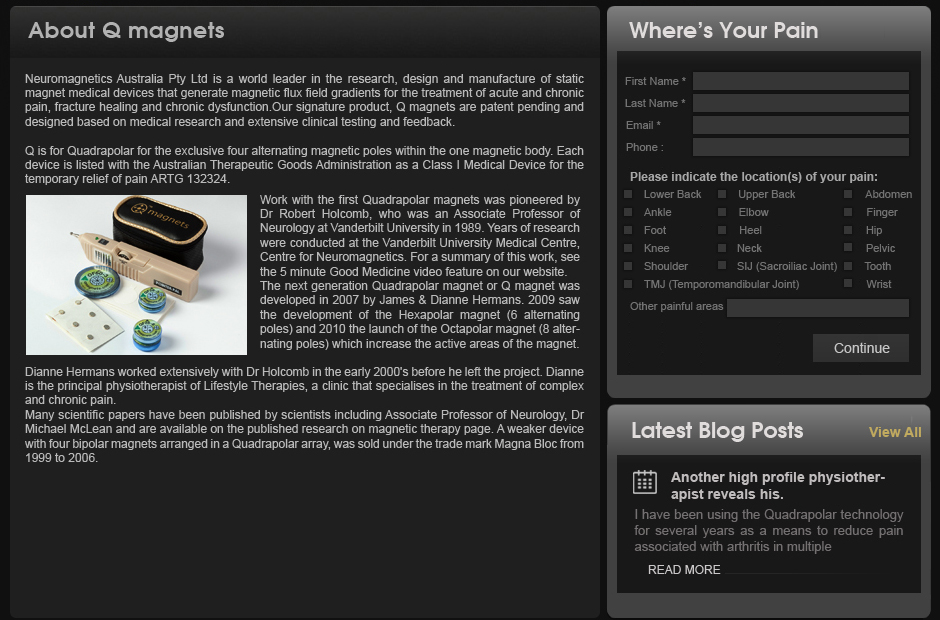 About Q magnets
Neuromagnetics Australia Pty Ltd is a world leader in the research, design and manufacture of static
magnet medical devices that generate magnetic flux field gradients for the treatment of acute and chronic
pain, fracture healing and chronic dysfunction.Our signature product, Q magnets are patent pending and
designed based on medical research and extensive clinical testing and feedback.
Q is for Quadrapolar for the exclusive four alternating magnetic poles within the one magnetic body. Each
device is listed with the Australian Therapeutic Goods Administration as a Class I Medical Device for the
temporary relief of pain ARTG 132324.
magnets
Work with the first Quadrapolar magnets was pioneered by
Dr Robert Holcomb, who was an Associate Professor of
Neurology at Vanderbilt University in 1989. Years of research
were conducted at the Vanderbilt University Medical Centre,
Centre for Neuromagnetics. For a summary of this work, see
the 5 minute Good Medicine video feature on our website.
The next generation Quadrapolar magnet or Q magnet was
developed in 2007 by James & Dianne Hermans. 2009 saw
the development of the Hexapolar magnet (6 alternating
poles) and 2010 the launch of the Octapolar magnet (8 alter-
nating poles) which increase the active areas of the magnet.
Dianne Hermans worked extensively with Dr Holcomb in the early 2000's before he left the project. Dianne
is the principal physiotherapist of Lifestyle Therapies, a clinic that specialises in the treatment of complex
and chronic pain.
Many scientific papers have been published by scientists including Associate Professor of Neurology, Dr
Michael McLean and are available on the published research on magnetic therapy page. A weaker device
with four bipolar magnets arranged in a Quadrapolar array, was sold under the trade mark Magna Bloc from
1999 to 2006.
Where's Your Pain
First Name *
Last Name *
Email *
Phone :
Please indicate the location(s) of your pain:
Lower Back Upper Back Abdomen
Ankle Elbow Finger
Foot Heel Hip
Knee Neck Pelvic
Shoulder SIJ (Sacroiliac Joint) Tooth
TMJ (Temporomandibular Joint) Wrist
Other painful areas
Continue
Latest Blog Posts View All
Another high profile physiother-
apist reveals his.
I have been using the Quadrapolar technology
for several years as a means to reduce pain
associated with arthritis in multiple
READ MORE